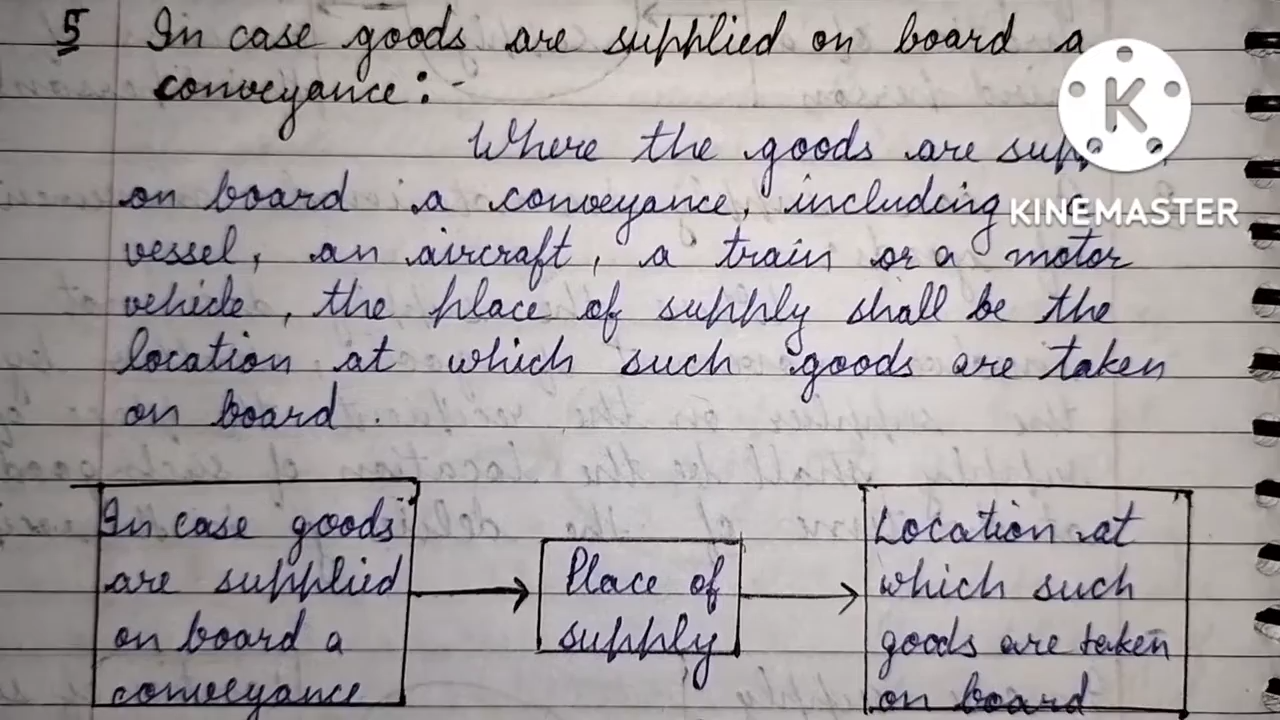 5 In case goods are supplied on board a
conveyance:-
Where the goods are
on board a conveyance, including
vessel, an aircraft, a train or a motor
vehicle, the place of supply shall be the
location at which such goods are taken
on board.
In case goods
are supplied
on board a
conveyance
Place of
supply
Location at
which such
goods are taken
on board
K
KINEMASTER